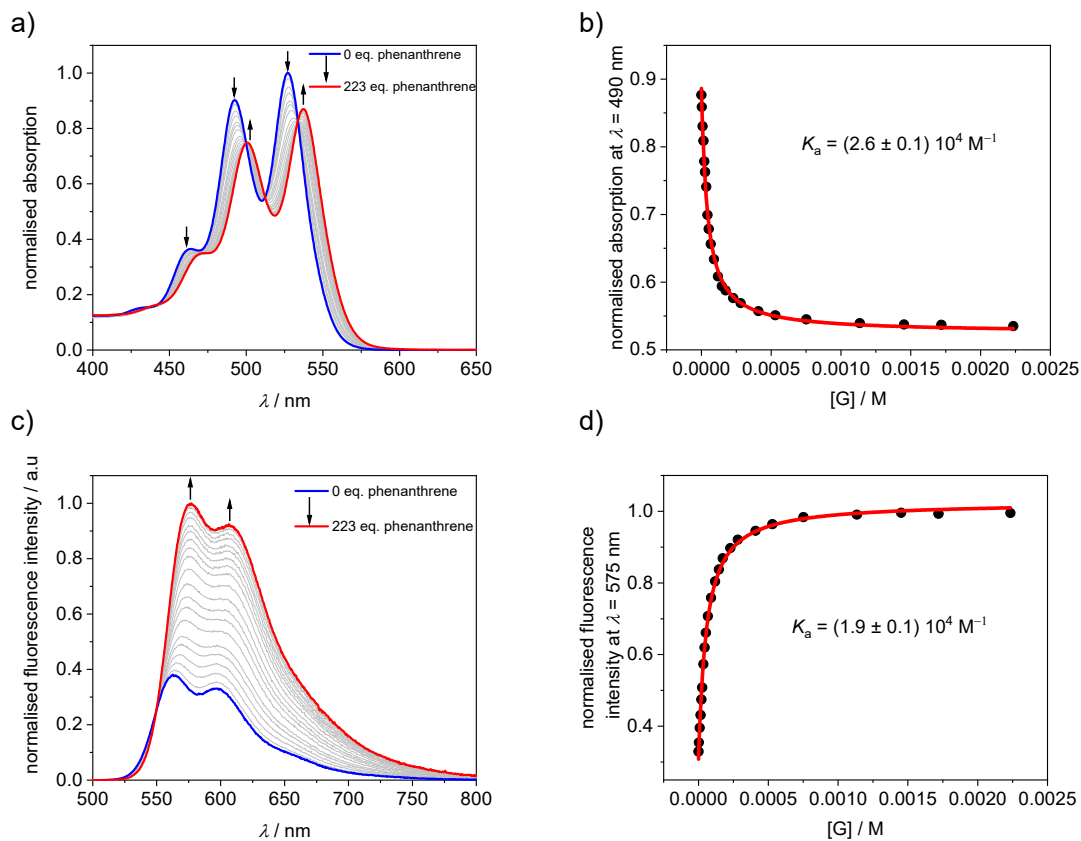 a)
normalised absorption
1.0
0.8
0.6
0.4
0.2
0.0
400
450
500
550
600
650
λ / nm
0 eq. phenanthrene
223 eq. phenanthrene
b)
normalised absorption at λ = 490 nm
0.9
0.8
0.7
0.6
0.5
0.0000
0.0005
0.0010
0.0015
0.0020
0.0025
[G] / M
Ka = (2.6 ± 0.1) 10⁴ M⁻¹
c)
normalised fluorescence intensity / a.u
1.0
0.8
0.6
0.4
0.2
0.0
500
550
600
650
700
750
800
λ / nm
0 eq. phenanthrene
223 eq. phenanthrene
d)
normalised fluorescence
intensity at λ = 575 nm
1.0
0.8
0.6
0.4
0.0000
0.0005
0.0010
0.0015
0.0020
0.0025
[G] / M
Ka = (1.9 ± 0.1) 10⁴ M⁻¹